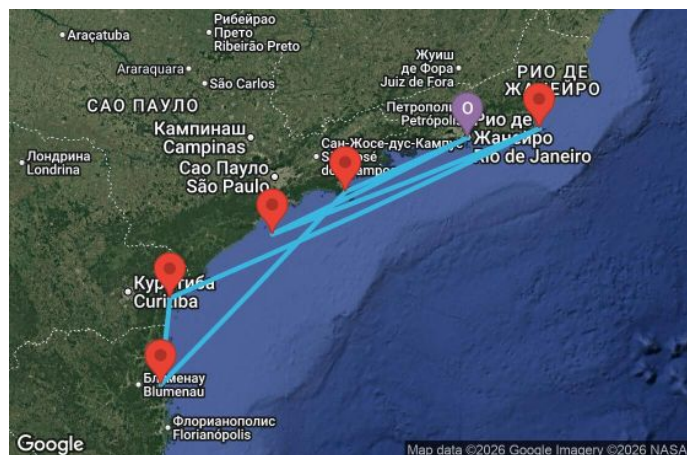 Рибейрао
Прето
Ribeirão Preto
Araçatuba
Araraquara
São Carlos
Жуиш
де Фора
Juiz de Fora
РИО ДЕ
ЖАНЕЙРО
САО ПАУЛО
Кампинаш
Campinas
Петрополис
Petrópolis
O
Рио де
Жанейро
Rio de Janeiro
Сан-Жосе-дус-Кампус
São José
dos Campos
Лондрина
Londrina
Сао Пауло
São Paulo
Куритиба
Curitiba
Блуменау
Blumenau
Флорианополис
Florianópolis
Google
Map data ©2026 Google Imagery ©2026 NASA